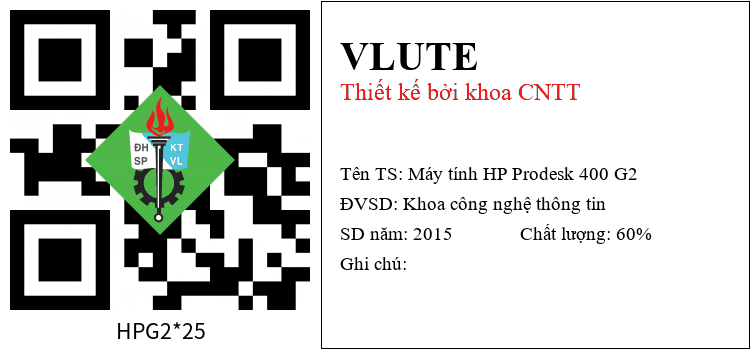 ĐH KT
SP VL
HPG2*25
VLUTE
Thiết kế bởi khoa CNTT
Tên TS: Máy tính HP Prodesk 400 G2
ĐVSD: Khoa công nghệ thông tin
SD năm: 2015 Chất lượng: 60%
Ghi chú: